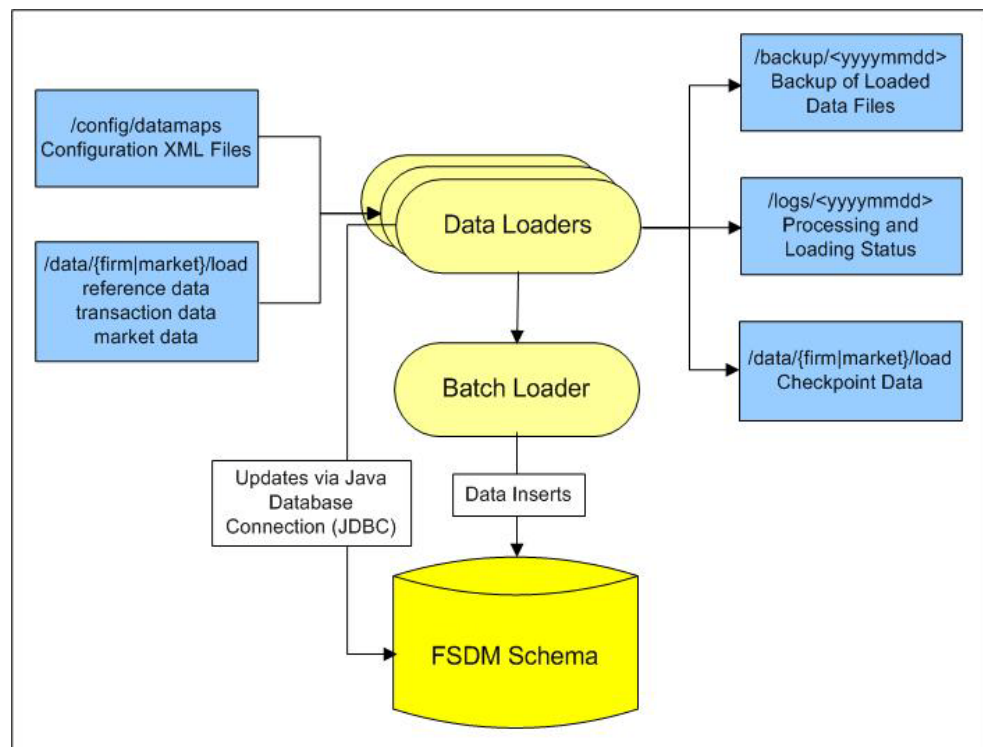 /config/datamaps
Configuration XML Files
/data/{firm|market}/load
reference data
transaction data
market data
Data Loaders
Batch Loader
Updates via Java
Database
Connection (JDBC)
Data Inserts
FSDM Schema
/backup/<yyyymmdd>
Backup of Loaded
Data Files
/logs/<yyyymmdd>
Processing and
Loading Status
/data/{firm|market}/load
Checkpoint Data